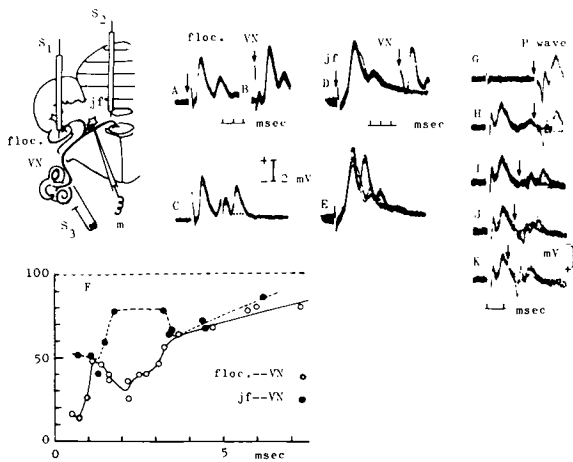 S1
S2
S3
jf
floc.
VN
m
floc.
VN
A
B
msec
jf
VN
D
msec
+
- 2 mV
C
E
P wave
G
H
I
J
K
mV
+
msec
100
F
50
0
5
msec
floc.--VN
jf--VN